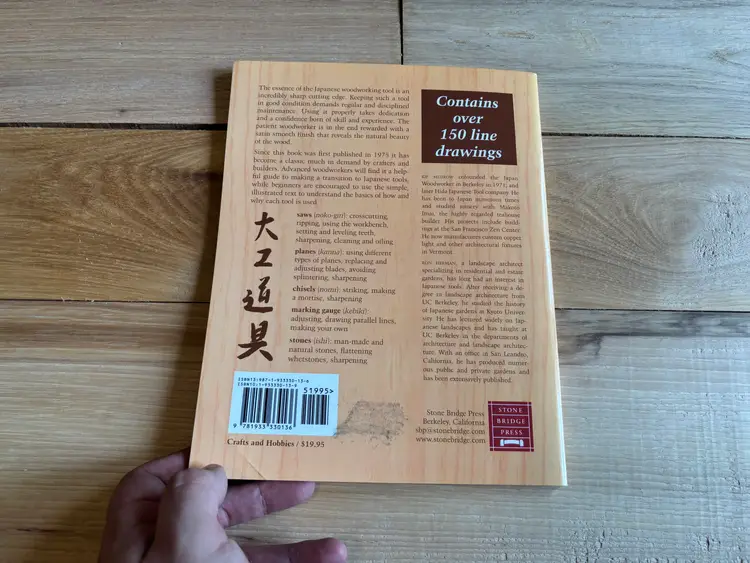 The essence of the Japanese woodworking tool is an
incredibly sharp cutting edge. Keeping such a tool
in good condition demands regular and disciplined
maintenance. Using it properly takes dedication
and a confidence born of skill and experience. The
patient woodworker is in the end rewarded with a
satin smooth finish that reveals the natural beauty
of the wood.
Since this book was first published in 1975 it has
become a classic much in demand by crafters and
builders. Advanced woodworkers will find it a help-
ful guide to making a transition to Japanese tools,
while beginners are encouraged to use the simple,
illustrated text to understand the basics of how and
why each tool is used.
大工道具
saws (noko-giri): crosscutting,
ripping, using the workbench,
setting and leveling teeth,
sharpening, cleaning and oiling
planes (kanna): using different
types of planes, replacing and
adjusting blades, avoiding
splintering, sharpening
chisels (nomi): striking, making
a mortise, sharpening
marking gauge (kehiki):
adjusting, drawing parallel lines,
making your own
stones (ishi): man-made and
natural stones, flattening
whetstones, sharpening
ISBN13: 987-1-933330-13-6
ISBN10: 1-933330-13-
51995>
9 781933 330136
Crafts and Hobbies / $19.95
Contains
over
150 line
drawings
cofounded the Japan
Woodworker in Berkeley in 1971, and
later Hida Japanese Tool company. He
has been to Japan numerous times
and studied joinery with Makoto
Imai, the highly regarded teahouse
builder. His projects include build-
ings at the San Francisco Zen Center.
He now manufactures custom copper
light and other architectural fixtures
in Vermont.
a landscape architect
specializing in residential and estate
gardens, has long had an interest in
Japanese tools. After receiving a de-
gree in landscape architecture from
UC Berkeley, he studied the history
of Japanese gardens at Kyoto Univer-
sity. He has lectured widely on Jap-
anese landscapes and has taught at
UC Berkeley in the departments of
architecture and landscape architec-
ture. With an office in San Leandro,
California, he has produced numer-
ous public and private gardens and
has been extensively published.
Stone Bridge Press
Berkeley, California
sbp@stonebridge.com
www.stonebridge.com
STONE
BRIDGE
PRESS